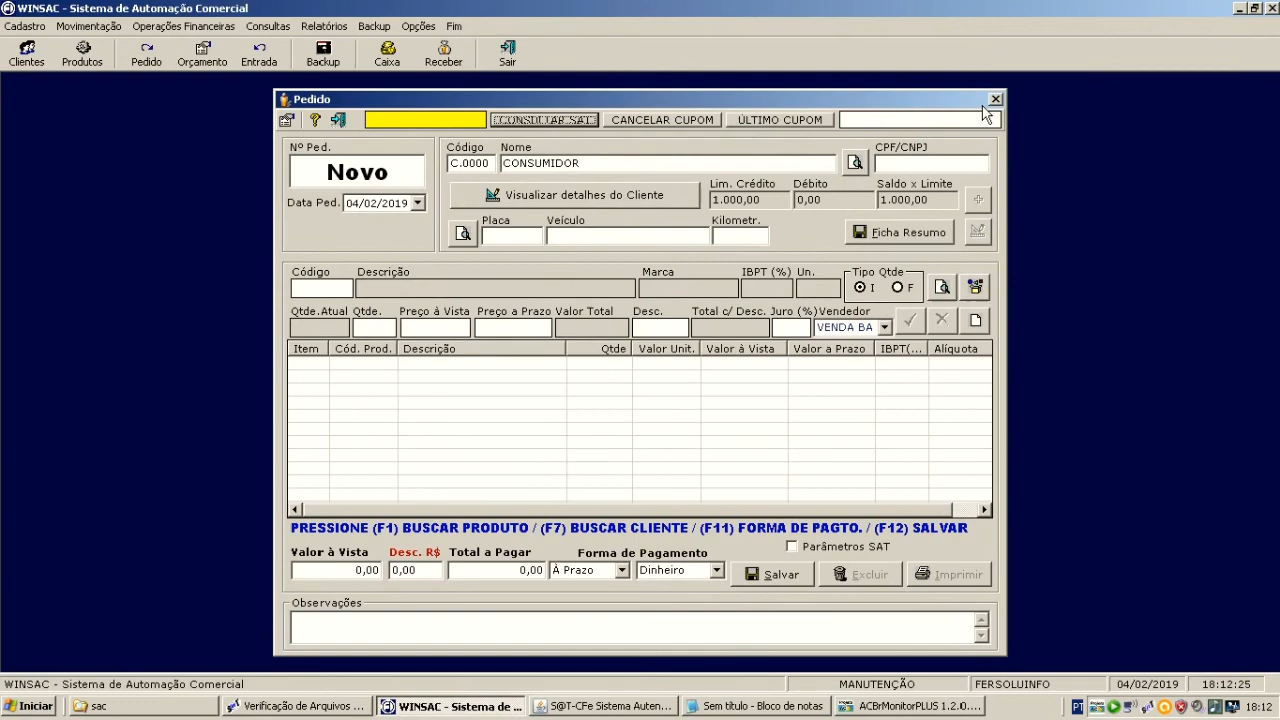 WINSAC - Sistema de Automação Comercial
Cadastro Movimentação Operações Financeiras Consultas Relatórios Backup Opções Fim
Clientes Produtos Pedido Orçamento Entrada Backup Caixa Receber Sair
Pedido
CONSULTAR SAT CANCELAR CUPOM ÚLTIMO CUPOM
Nº Ped. Código Nome CPF/CNPJ
Novo C.0000 CONSUMIDOR
Visualizar detalhes do Cliente Lim. Crédito Débito Saldo x Limite
Data Ped. 04/02/2019 1.000,00 0,00 1.000,00
Placa Veículo Kilometr.
Ficha Resumo
Código Descrição Marca IBPT (%) Un. Tipo Qtde
I F
Qtde.Atual Qtde. Preço à Vista Preço a Prazo Valor Total Desc. Total c/ Desc. Juro (%) Vendedor
VENDA BA
Item Cód. Prod. Descrição Qtde Valor Unit. Valor à Vista Valor a Prazo IBPT(... Alíquota
PRESSIONE (F1) BUSCAR PRODUTO / (F7) BUSCAR CLIENTE / (F11) FORMA DE PAGTO. / (F12) SALVAR
Parâmetros SAT
Valor à Vista Desc. R$ Total a Pagar Forma de Pagamento
0,00 0,00 0,00 À Prazo Dinheiro Salvar Excluir Imprimir
Observações
WINSAC - Sistema de Automação Comercial MANUTENÇÃO FERSOLUINFO 04/02/2019 18:12:25
Iniciar sac Verificação de Arquivos ... WINSAC - Sistema de ... S@T-CFe Sistema Auten... Sem título - Bloco de notas ACBrMonitorPLUS 1.2.0.... PT 18:12